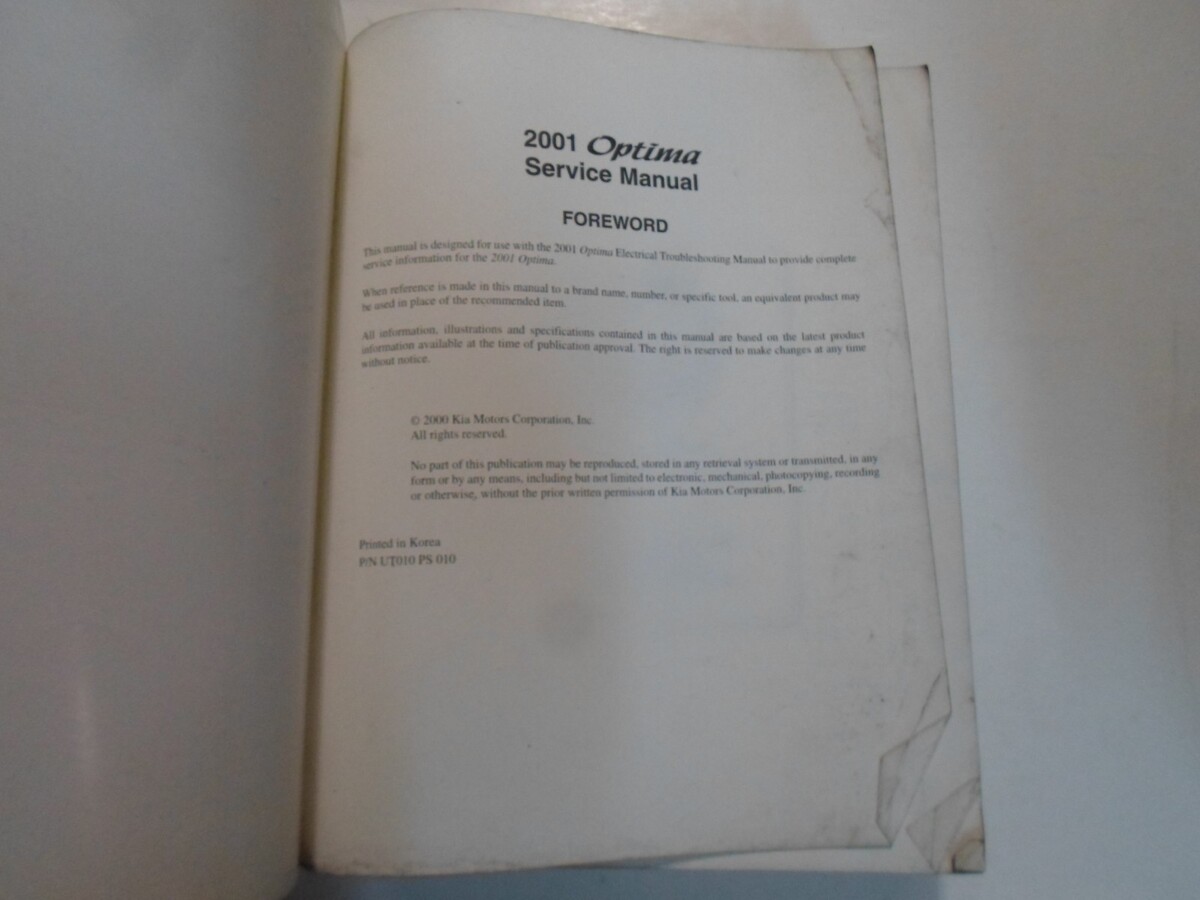 2001 Optima
Service Manual
FOREWORD
This manual is designed for use with the 2001 Optima Electrical Troubleshooting Manual to provide complete
service information for the 2001 Optima.
When reference is made in this manual to a brand name, number, or specific tool, an equivalent product may
be used in place of the recommended item.
All information, illustrations and specifications contained in this manual are based on the latest product
information available at the time of publication approval. The right is reserved to make changes at any time
without notice.
© 2000 Kia Motors Corporation, Inc.
All rights reserved.
No part of this publication may be reproduced, stored in any retrieval system or transmitted, in any
form or by any means, including but not limited to electronic, mechanical, photocopying, recording
or otherwise, without the prior written permission of Kia Motors Corporation, Inc.
Printed in Korea
P/N UT010 PS 010